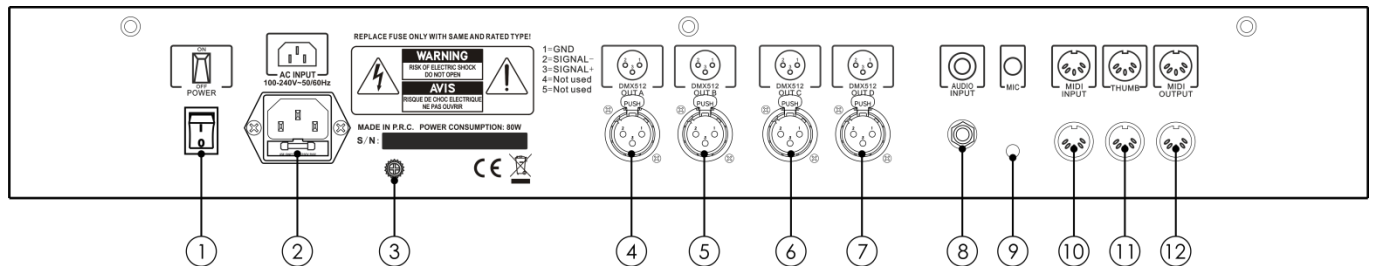 REPLACE FUSE ONLY WITH SAME AND RATED TYPE!
ON
OFF
POWER
AC INPUT
100-240V~50/60Hz
WARNING
RISK OF ELECTRIC SHOCK
DO NOT OPEN
AVIS
RISQUE DE CHOC ELECTRIQUE
NE PAS OUVRIR
1=GND
2=SIGNAL-
3=SIGNAL+
4=Not used
5=Not used
MADE IN P.R.C. POWER CONSUMPTION: 80W
S/N:
CE
DMX512
OUT A
PUSH
DMX512
OUT B
PUSH
DMX512
OUT C
PUSH
DMX512
OUT D
PUSH
AUDIO
INPUT
MIC
MIDI
INPUT
THUMB
MIDI
OUTPUT
1 2 3 4 5 6 7 8 9 10 11 12